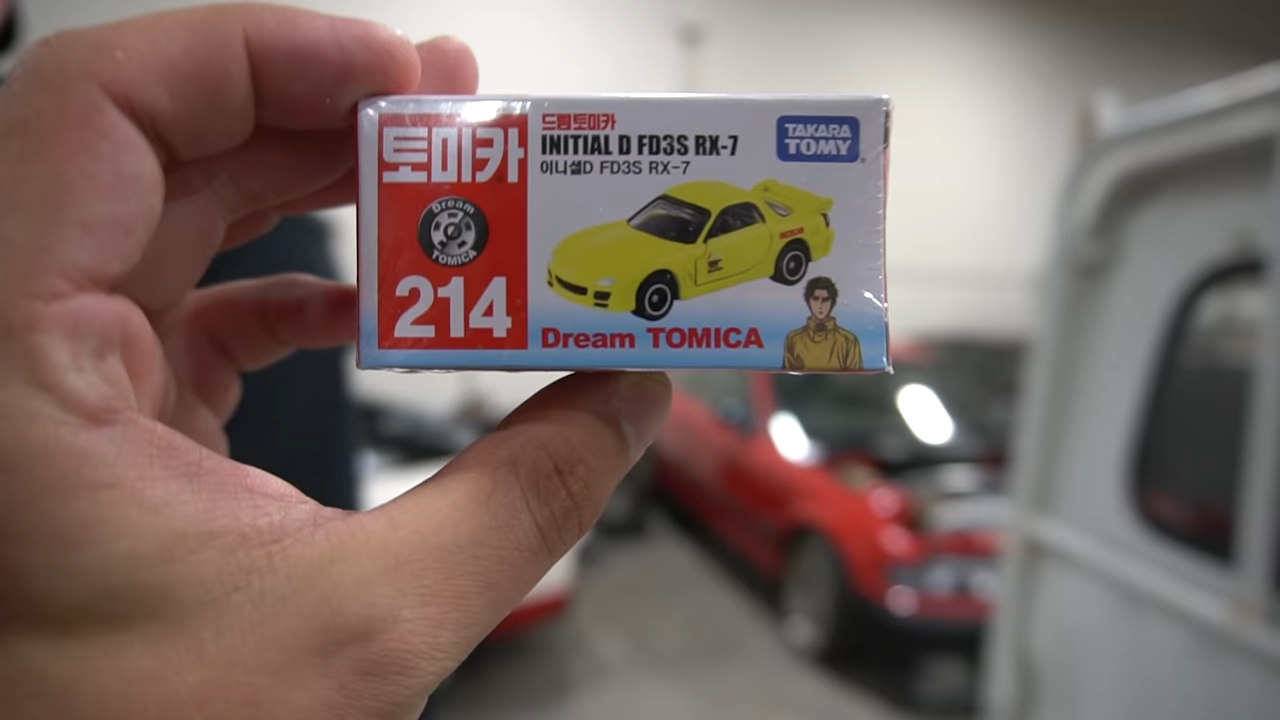 토미카
Dream
TOMICA
214
드림토미카
INITIAL D FD3S RX-7
이니셜D FD3S RX-7
TAKARA
TOMY
Dream TOMICA